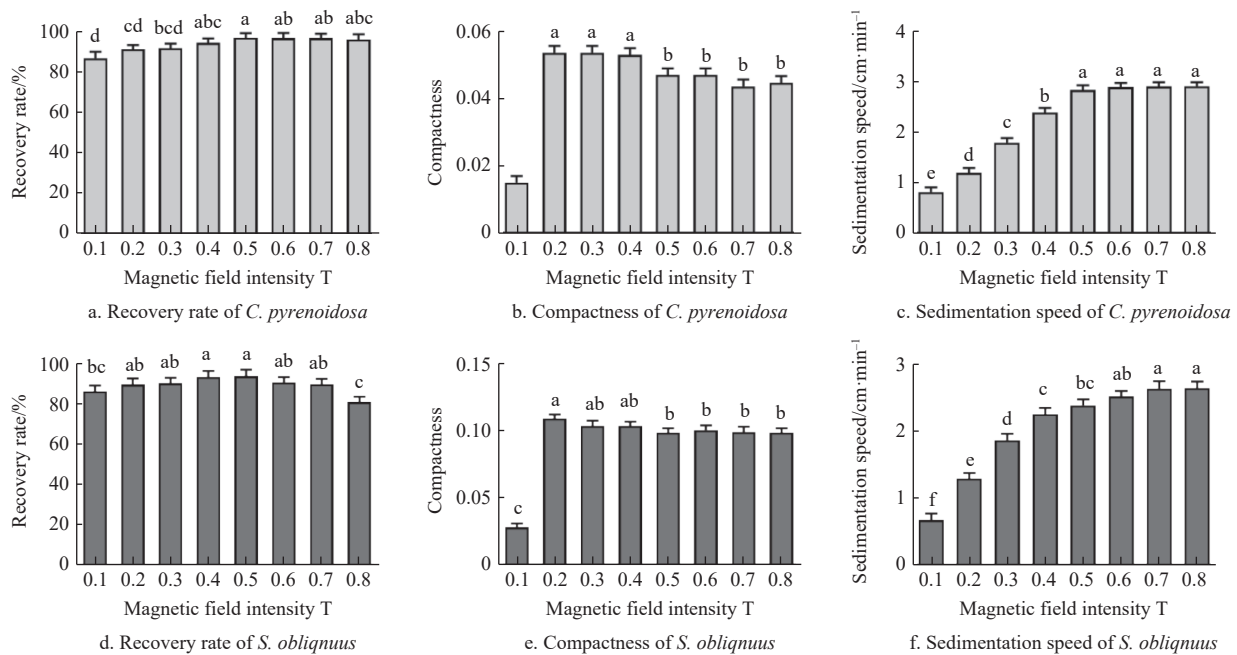 d cd bcd abc a ab ab abc
Recovery rate/%
100
80
60
40
20
0
0.1 0.2 0.3 0.4 0.5 0.6 0.7 0.8
Magnetic field intensity T
a. Recovery rate of C. pyrenoidosa
a a a b b b b
Compactness
0.06
0.04
0.02
0
0.1 0.2 0.3 0.4 0.5 0.6 0.7 0.8
Magnetic field intensity T
b. Compactness of C. pyrenoidosa
e d c b a a a a
Sedimentation speed/cm·min⁻¹
4
3
2
1
0
0.1 0.2 0.3 0.4 0.5 0.6 0.7 0.8
Magnetic field intensity T
c. Sedimentation speed of C. pyrenoidosa
bc ab ab a a ab ab c
Recovery rate/%
100
80
60
40
20
0
0.1 0.2 0.3 0.4 0.5 0.6 0.7 0.8
Magnetic field intensity T
d. Recovery rate of S. obliqnuus
c a ab ab b b b b
Compactness
0.15
0.10
0.05
0
0.1 0.2 0.3 0.4 0.5 0.6 0.7 0.8
Magnetic field intensity T
e. Compactness of S. obliqnuus
f e d c bc ab a a
Sedimentation speed/cm·min⁻¹
3
2
1
0
0.1 0.2 0.3 0.4 0.5 0.6 0.7 0.8
Magnetic field intensity T
f. Sedimentation speed of S. obliqnuus